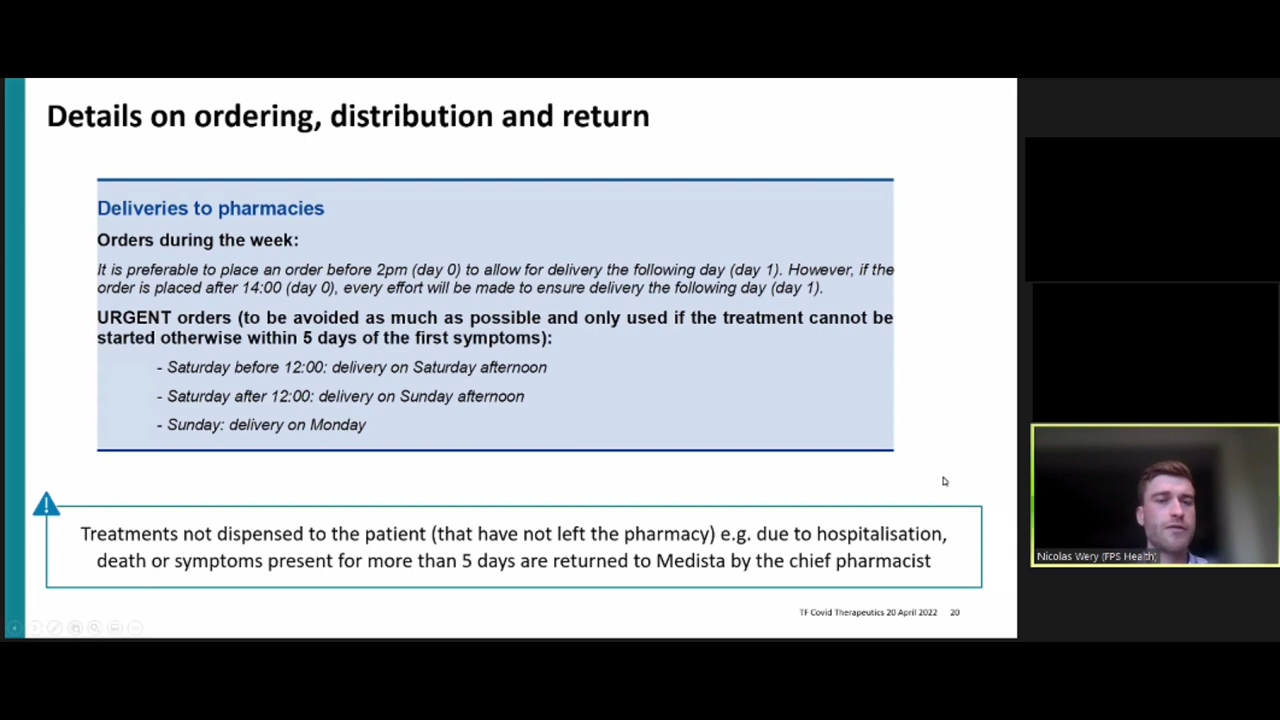 Details on ordering, distribution and return
Deliveries to pharmacies
Orders during the week:
It is preferable to place an order before 2pm (day 0) to allow for delivery the following day (day 1). However, if the
order is placed after 14:00 (day 0), every effort will be made to ensure delivery the following day (day 1).
URGENT orders (to be avoided as much as possible and only used if the treatment cannot be
started otherwise within 5 days of the first symptoms):
- Saturday before 12:00: delivery on Saturday afternoon
- Saturday after 12:00: delivery on Sunday afternoon
- Sunday: delivery on Monday
Treatments not dispensed to the patient (that have not left the pharmacy) e.g. due to hospitalisation,
death or symptoms present for more than 5 days are returned to Medista by the chief pharmacist
TF Covid Therapeutics 20 April 2022 20
Nicolas Wery (FPS Health)